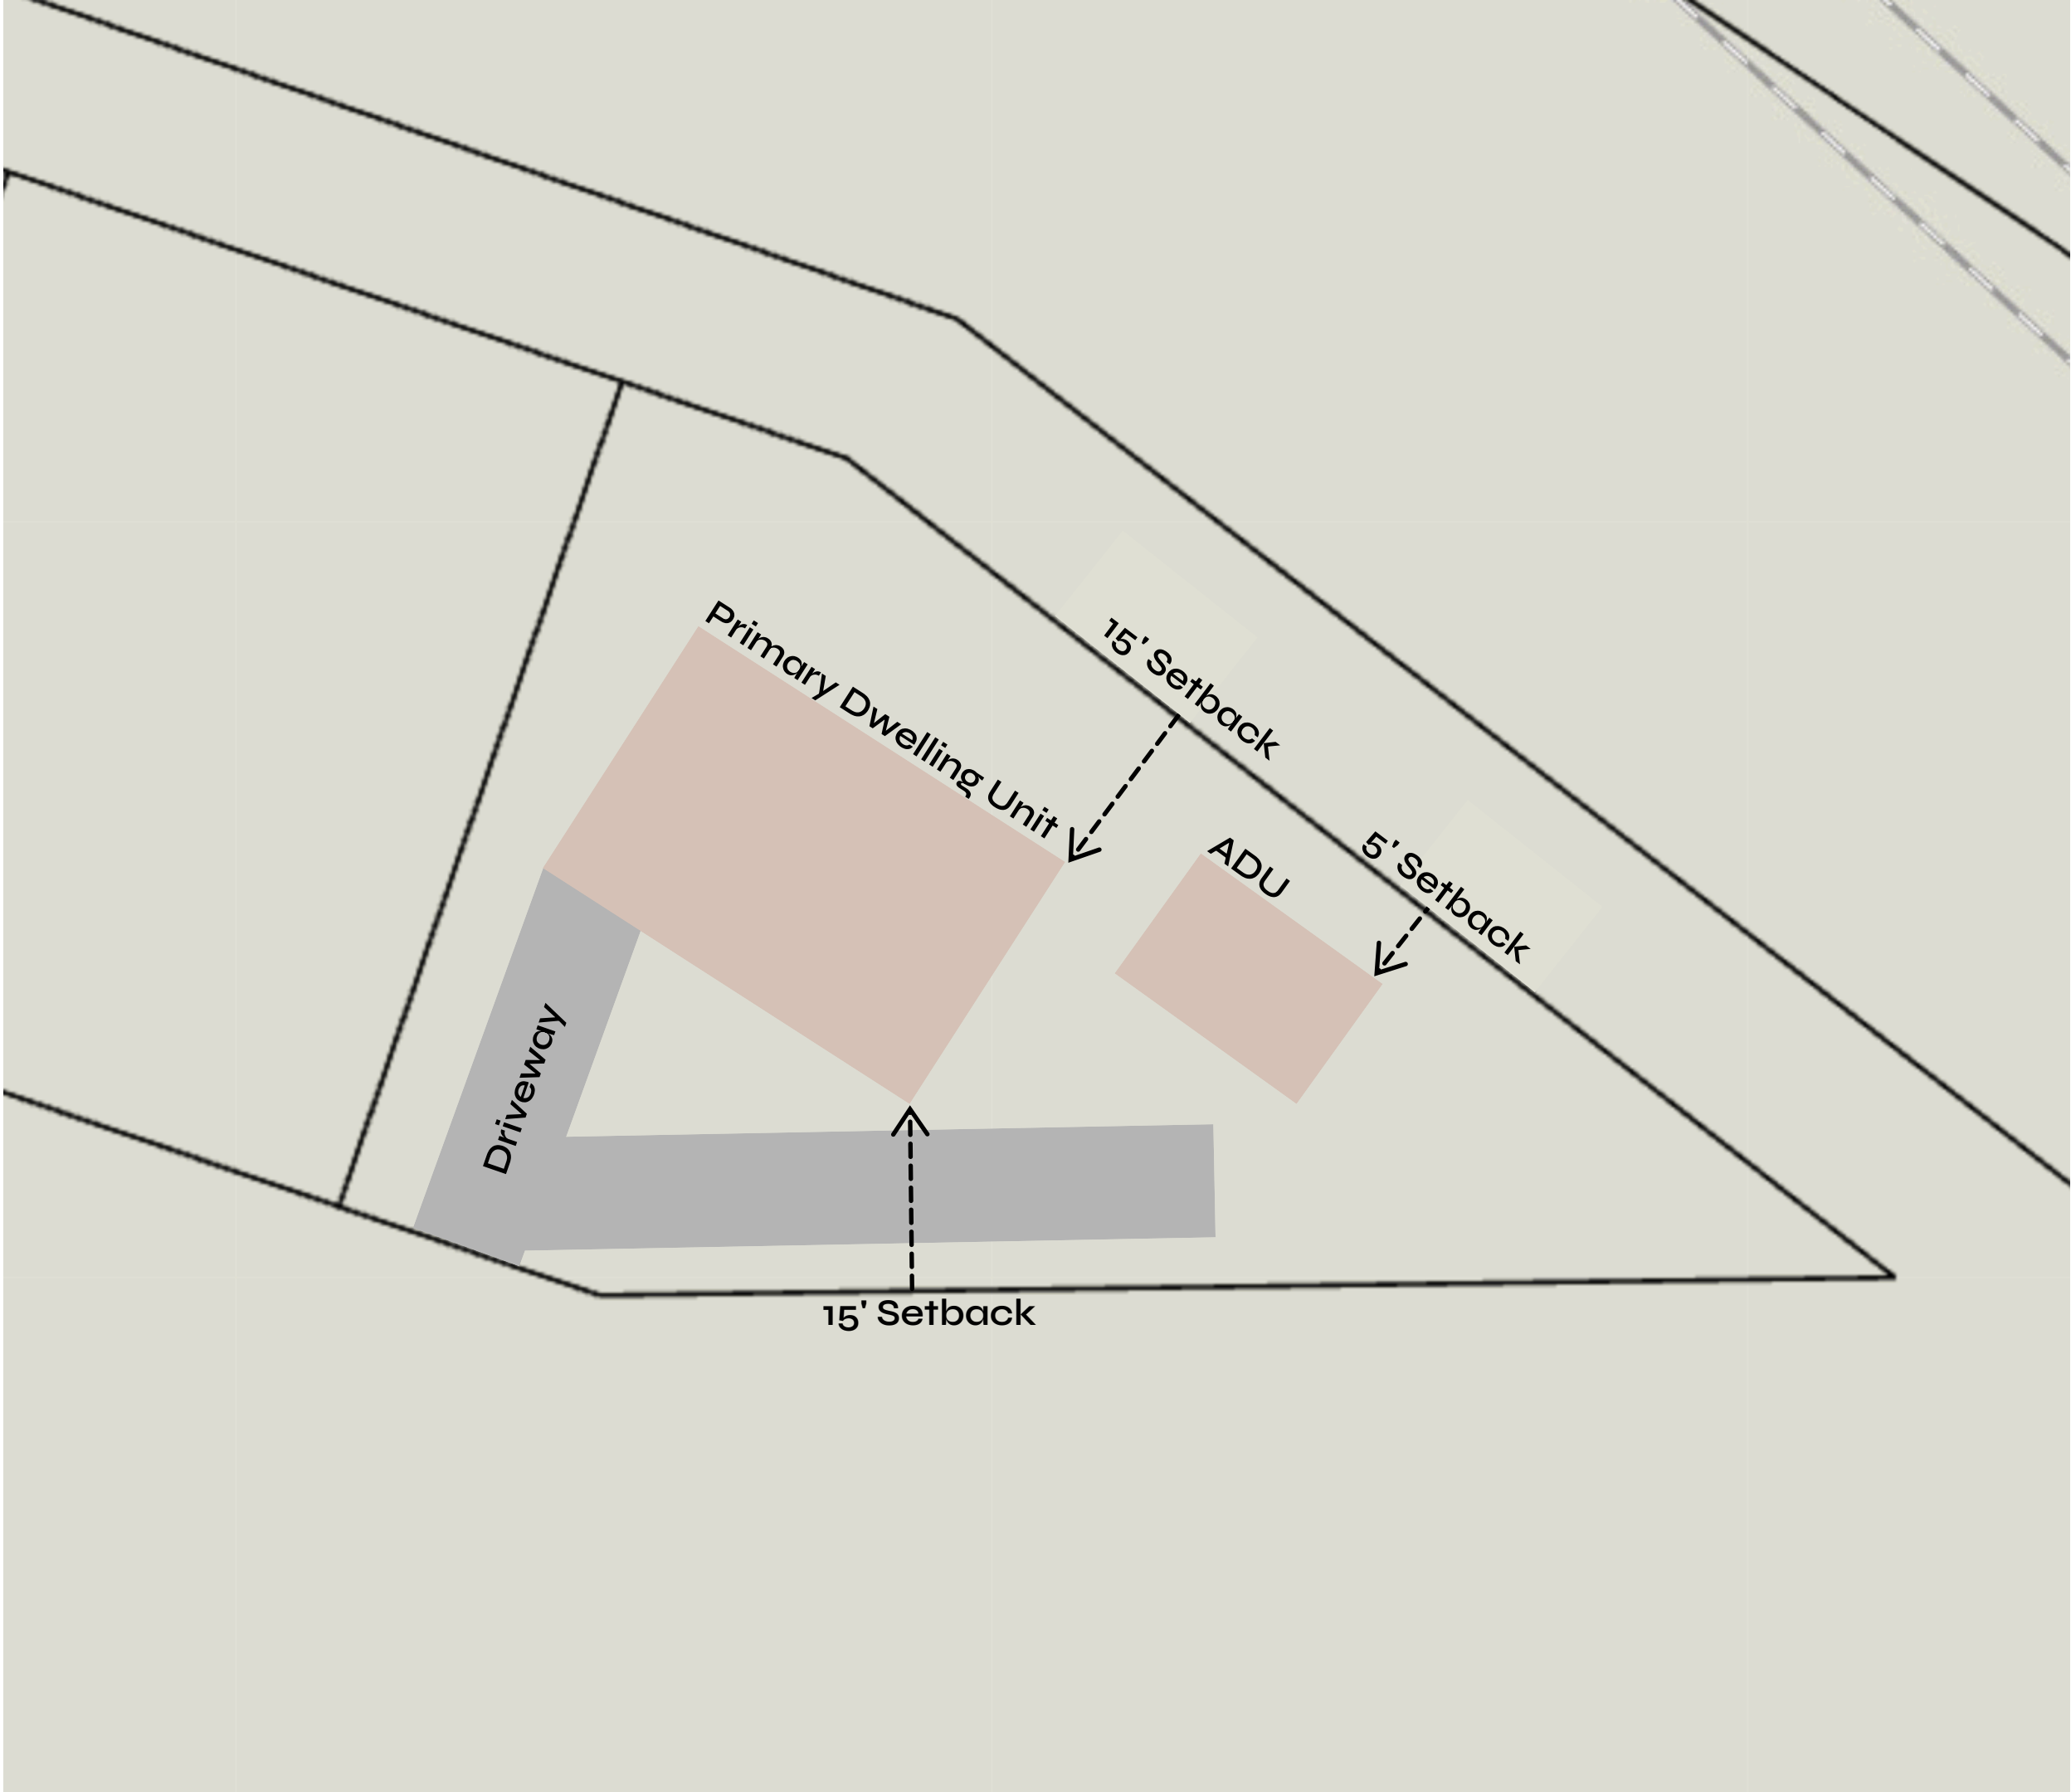 Primary Dwelling Unit
15' Setback
ADU
5' Setback
Driveway
15' Setback